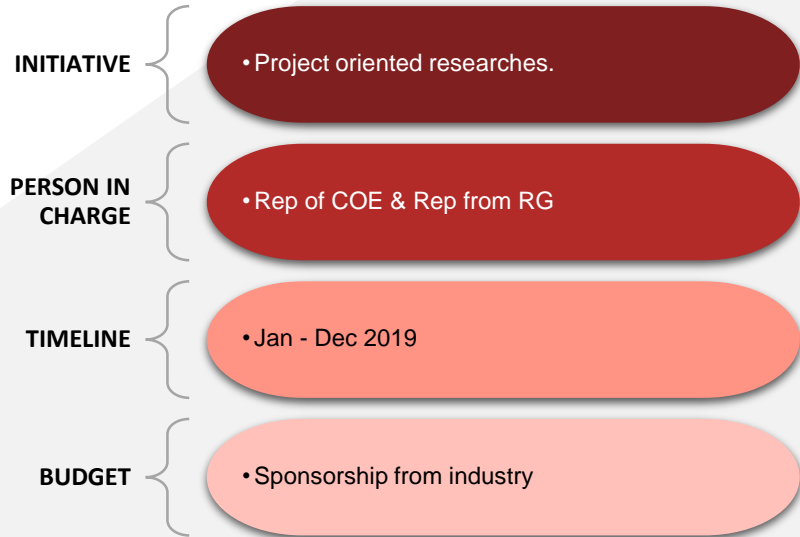 INITIATIVE
• Project oriented researches.
PERSON IN
CHARGE
• Rep of COE & Rep from RG
TIMELINE
• Jan - Dec 2019
BUDGET
• Sponsorship from industry